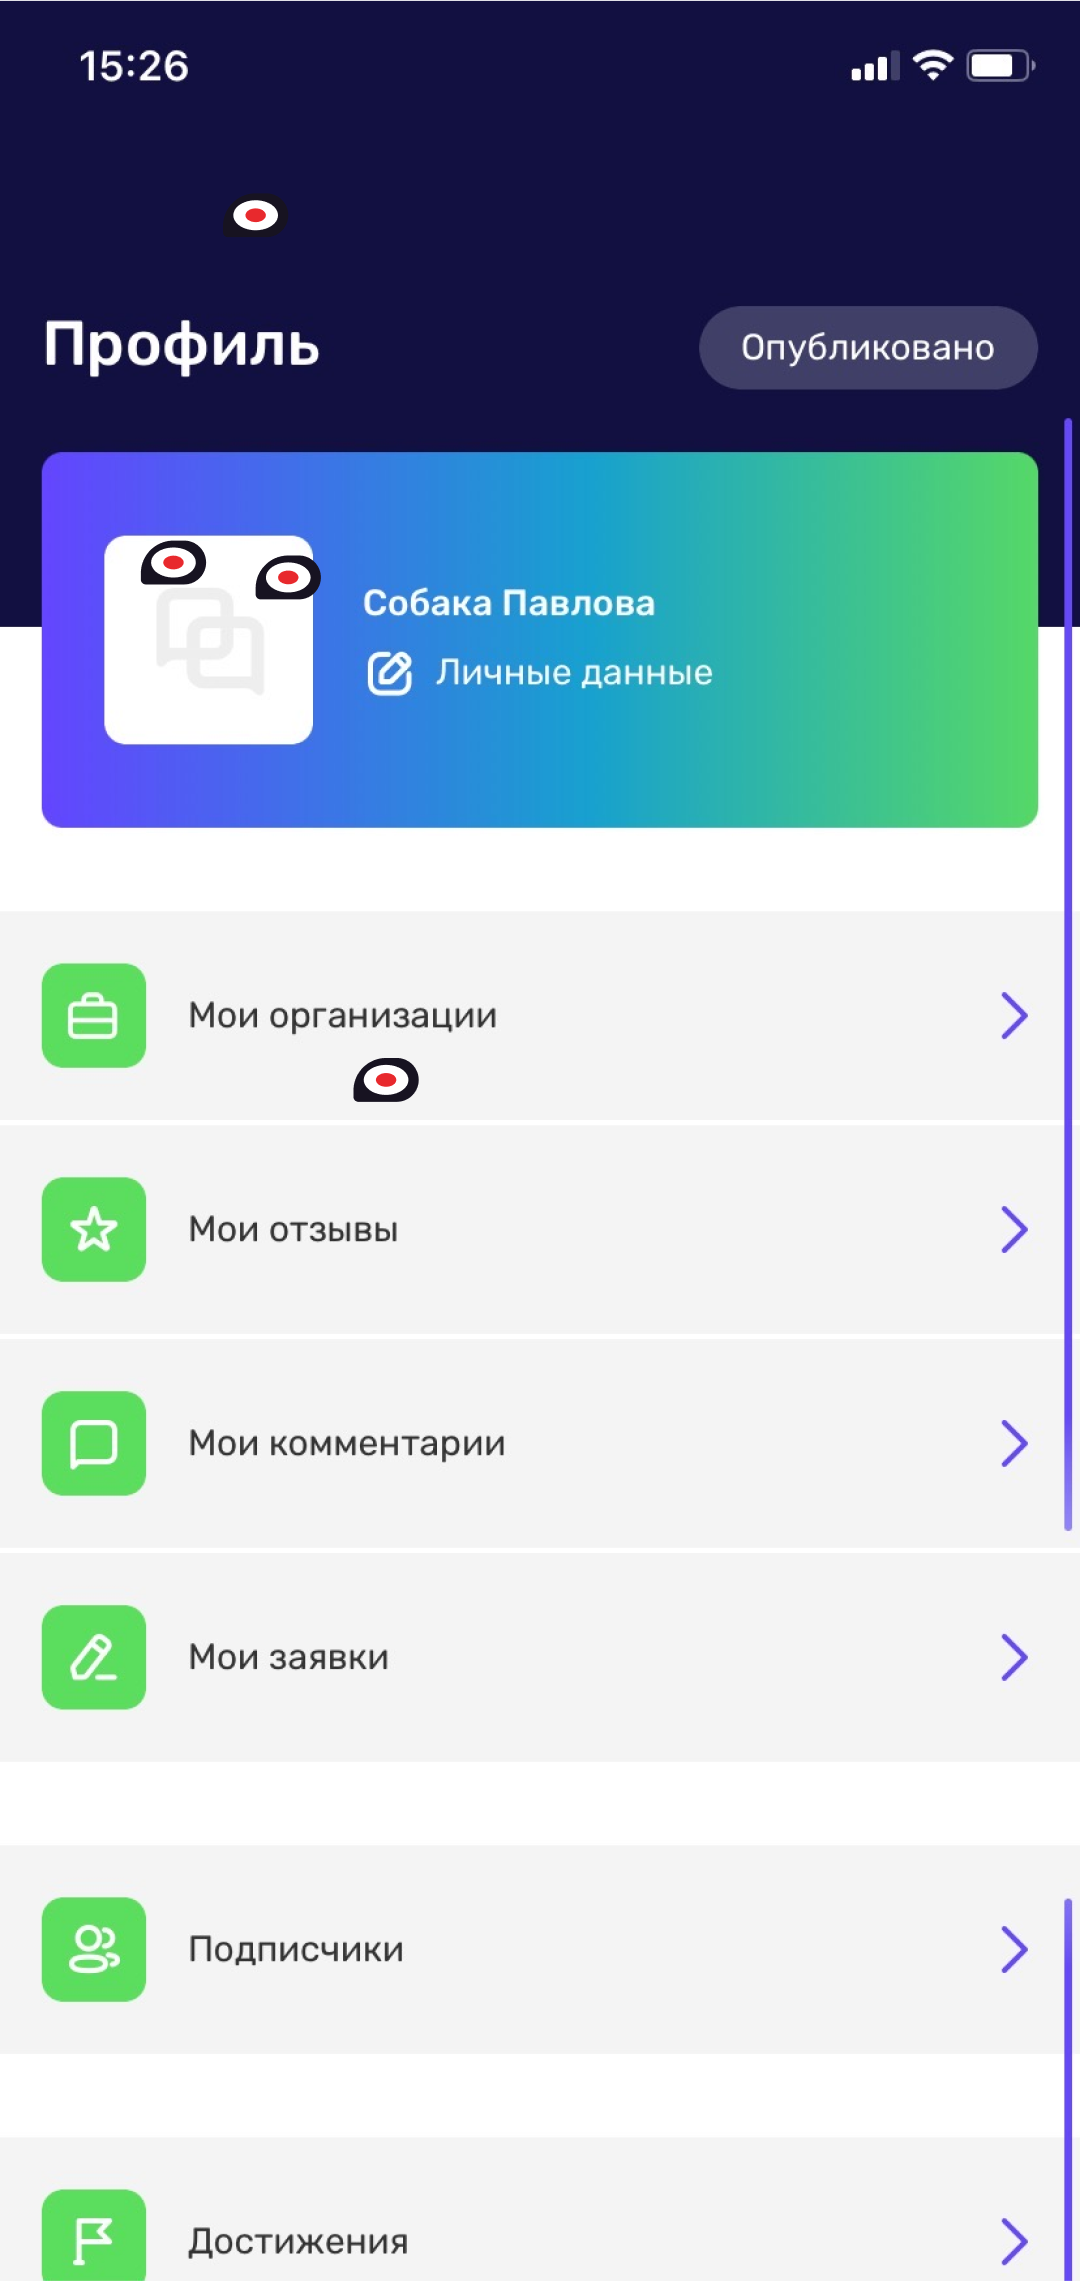 15:26
Профиль
Опубликовано
Собака Павлова
Личные данные
Мои организации
Мои отзывы
Мои комментарии
Мои заявки
Подписчики
Достижения